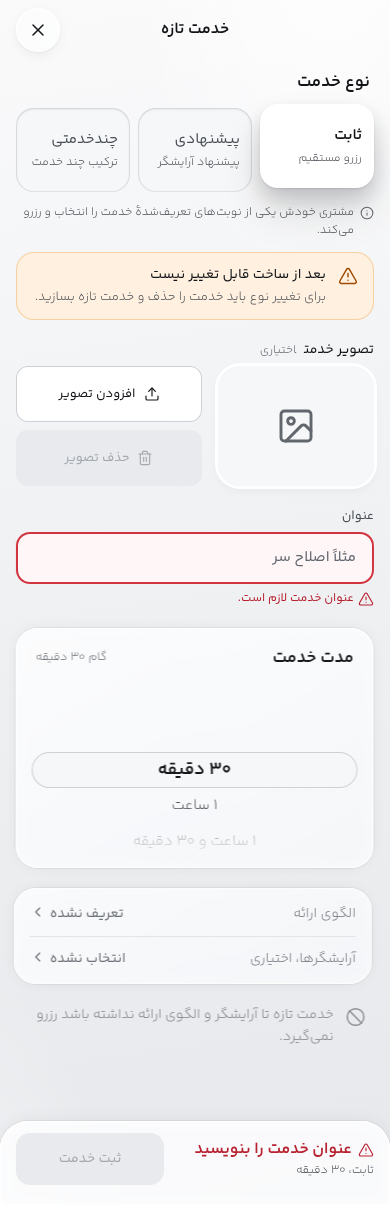 خدمت تازه
نوع خدمت
ثابت
رزرو مستقیم
پیشنهادی
پیشنهاد آرایشگر
چندخدمتی
ترکیب چند خدمت
مشتری خودش یکی از نوبت‌های تعریف‌شدهٔ خدمت را انتخاب و رزرو
می‌کند.
بعد از ساخت قابل تغییر نیست
برای تغییر نوع باید خدمت را حذف و خدمت تازه بسازید.
تصویر خدمت اختیاری
افزودن تصویر
حذف تصویر
عنوان
مثلاً اصلاح سر
عنوان خدمت لازم است.
مدت خدمت
گام ۳۰ دقیقه
۳۰ دقیقه
۱ ساعت
۱ ساعت و ۳۰ دقیقه
الگوی ارائه
تعریف نشده
آرایشگرها، اختیاری
انتخاب نشده
خدمت تازه تا آرایشگر و الگوی ارائه نداشته باشد رزرو
نمی‌گیرد.
عنوان خدمت را بنویسید
ثابت، ۳۰ دقیقه
ثبت خدمت